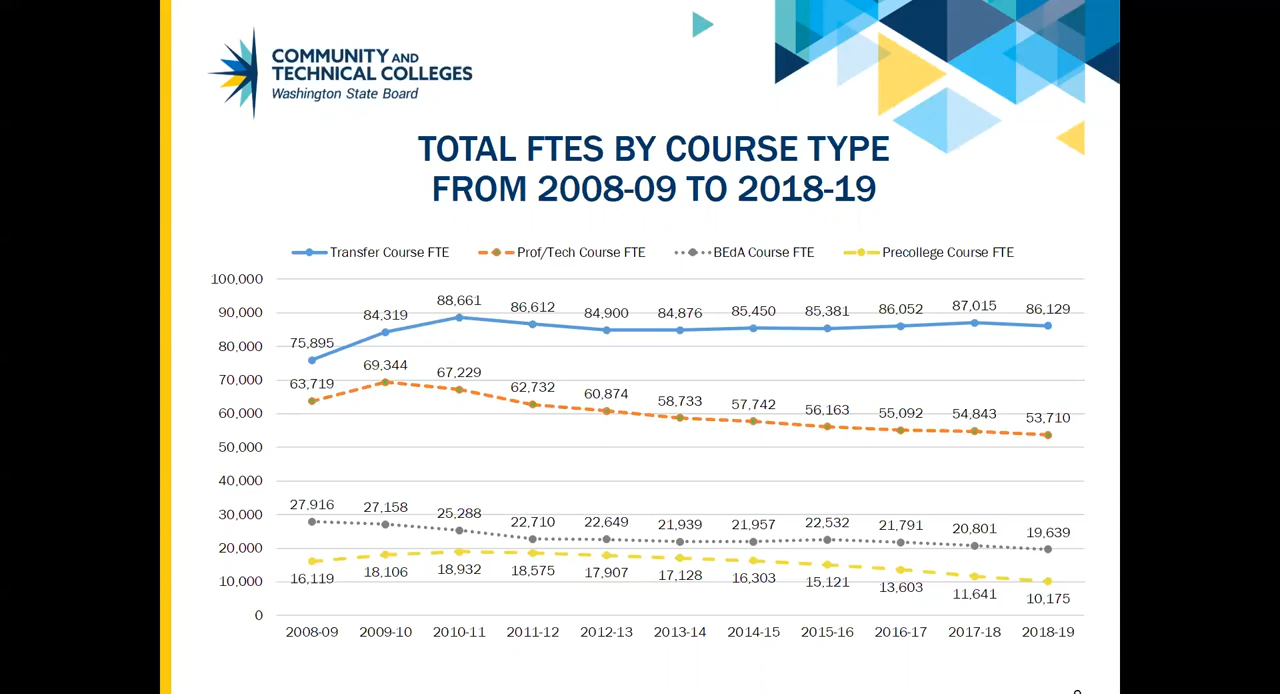 COMMUNITY AND
TECHNICAL COLLEGES
Washington State Board
TOTAL FTES BY COURSE TYPE
FROM 2008-09 TO 2018-19
Transfer Course FTE Prof/Tech Course FTE BEdA Course FTE Precollege Course FTE
100,000
90,000
80,000
70,000
60,000
50,000
40,000
30,000
20,000
10,000
0
75,895 84,319 88,661 86,612 84,900 84,876 85,450 85,381 86,052 87,015 86,129
63,719 69,344 67,229 62,732 60,874 58,733 57,742 56,163 55,092 54,843 53,710
27,916 27,158 25,288 22,710 22,649 21,939 21,957 22,532 21,791 20,801 19,639
16,119 18,106 18,932 18,575 17,907 17,128 16,303 15,121 13,603 11,641 10,175
2008-09 2009-10 2010-11 2011-12 2012-13 2013-14 2014-15 2015-16 2016-17 2017-18 2018-19